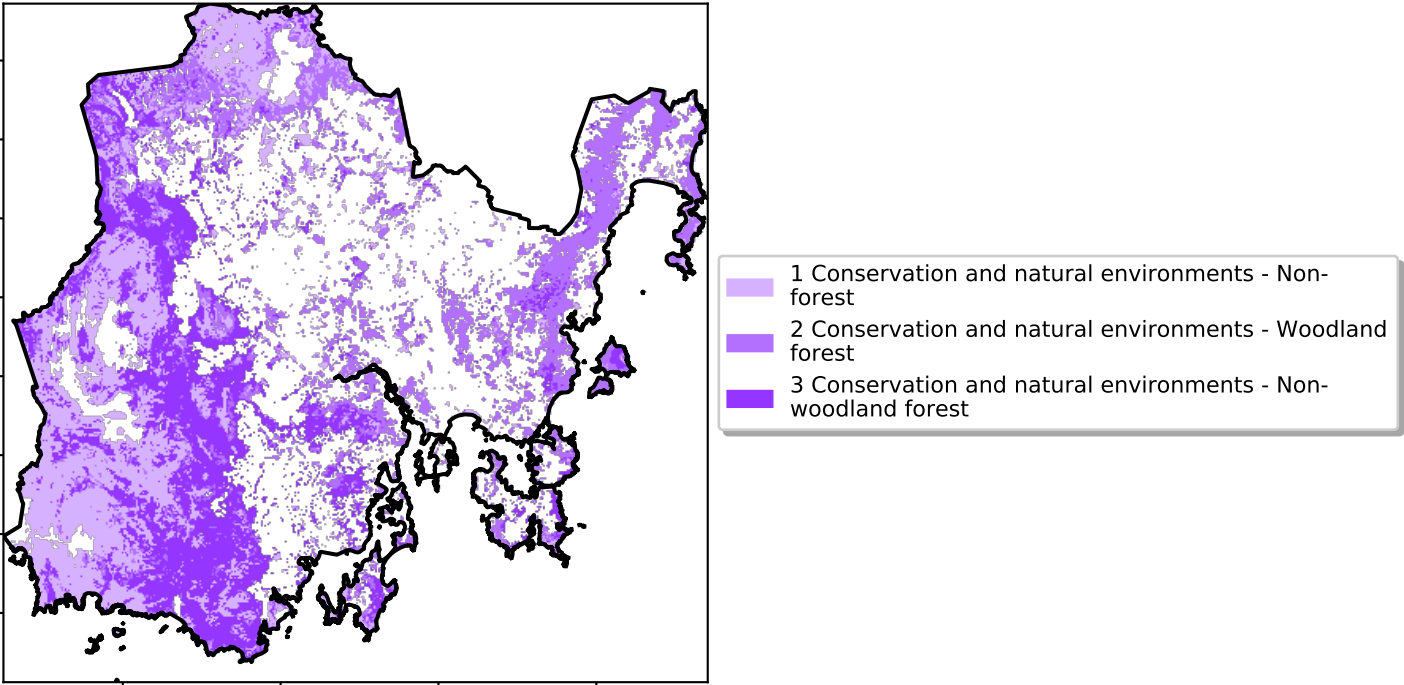 1 Conservation and natural environments - Non-
forest
2 Conservation and natural environments - Woodland
forest
3 Conservation and natural environments - Non-
woodland forest